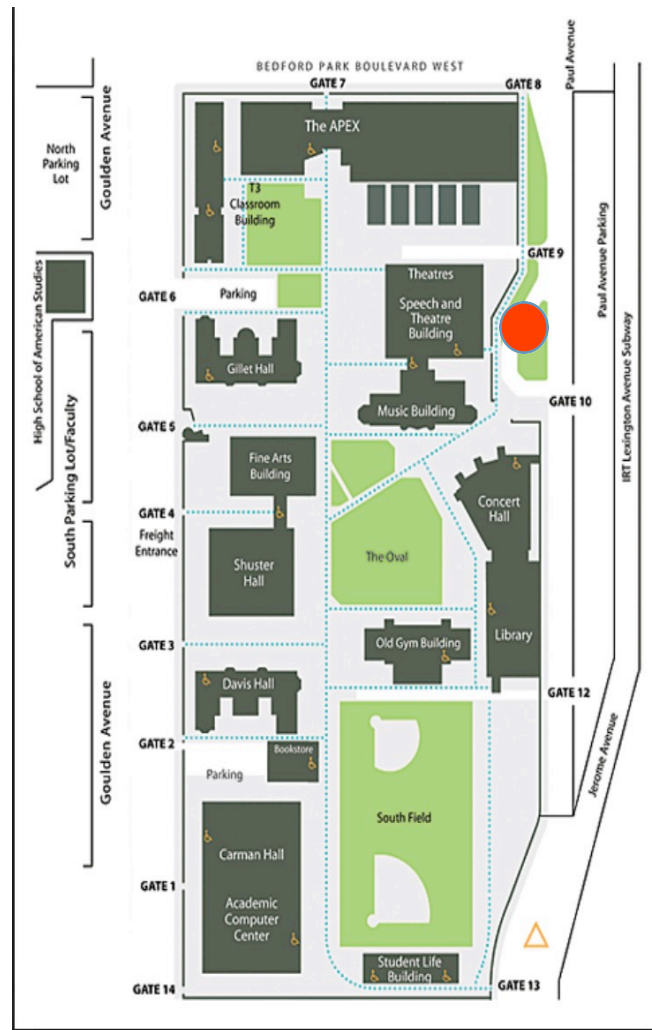 BEDFORD PARK BOULEVARD WEST
GATE 7
GATE 8
Paul Avenue
The APEX
North
Parking
Lot
Goulden Avenue
T3
Classroom
Building
GATE 9
Theatres
Speech and
Theatre
Building
Paul Avenue Parking
GATE 6
Parking
High School of American Studies
Gillet Hall
Music Building
GATE 10
IRT Lexington Avenue Subway
GATE 5
South Parking Lot/Faculty
Fine Arts
Building
Concert
Hall
GATE 4
Freight
Entrance
The Oval
Shuster
Hall
Library
GATE 3
Old Gym Building
Davis Hall
GATE 12
Goulden Avenue
GATE 2
Bookstore
Parking
Jerome Avenue
South Field
Carman Hall
GATE 1
Academic
Computer
Center
Student Life
Building
GATE 14
GATE 13